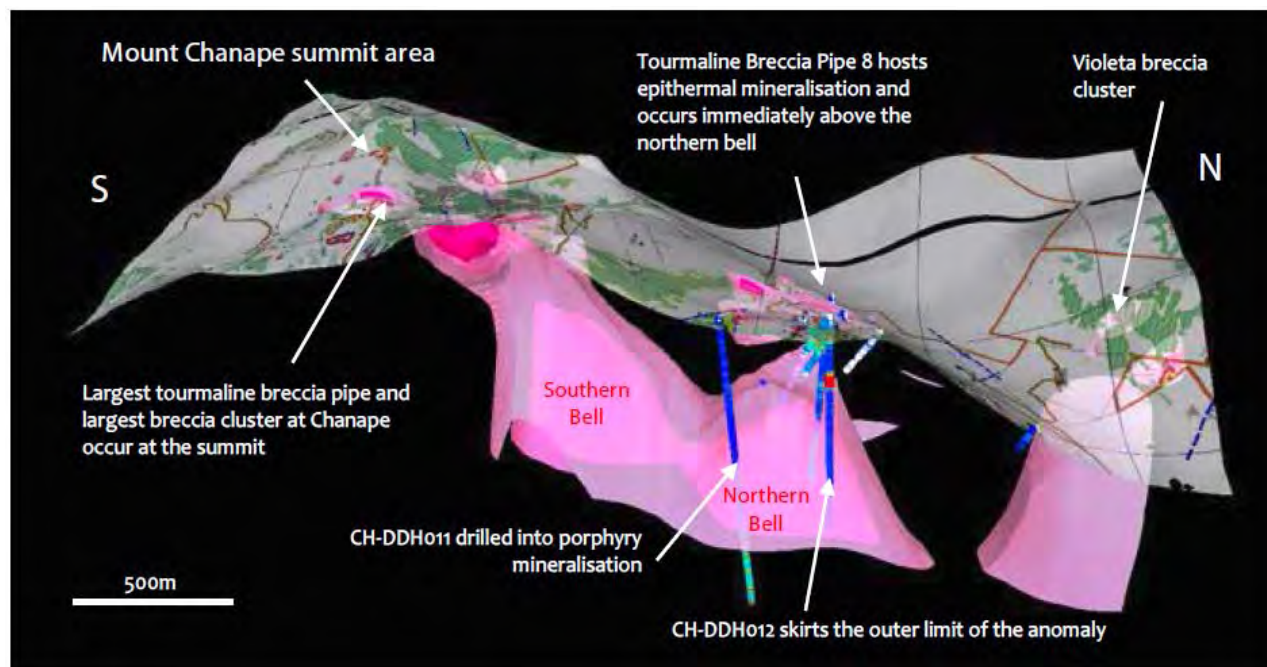 Mount Chanape summit area
Tourmaline Breccia Pipe 8 hosts
epithermal mineralisation and
occurs immediately above the
northern bell
Violeta breccia
cluster
S
N
Largest tourmaline breccia pipe and
largest breccia cluster at Chanape
occur at the summit
Southern
Bell
Northern
Bell
CH-DDH011 drilled into porphyry
mineralisation
500m
CH-DDH012 skirts the outer limit of the anomaly